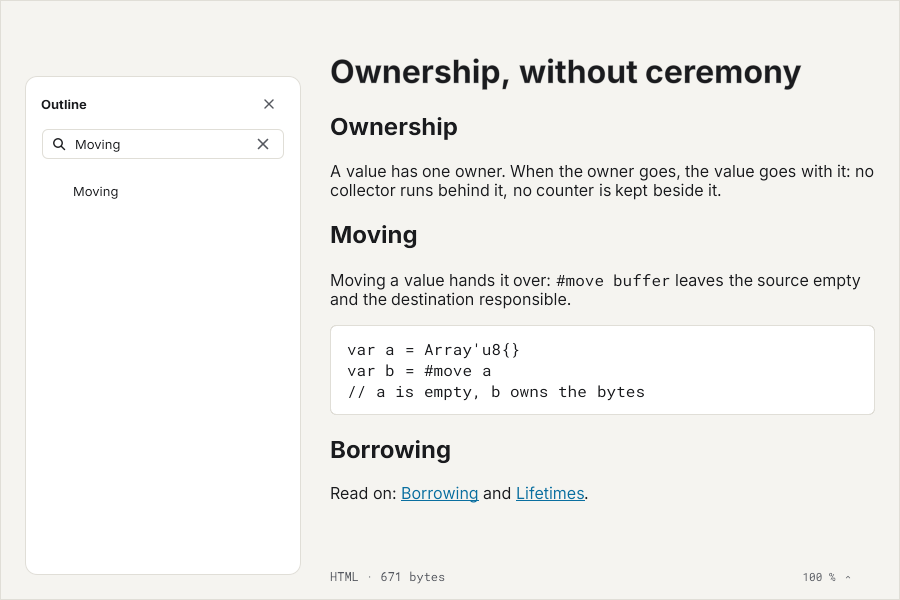 Outline
Moving
Moving
Ownership, without ceremony
Ownership
A value has one owner. When the owner goes, the value goes with it: no
collector runs behind it, no counter is kept beside it.
Moving
Moving a value hands it over: #move buffer leaves the source empty
and the destination responsible.
var a = Array'u8{}
var b = #move a
// a is empty, b owns the bytes
Borrowing
Read on: Borrowing and Lifetimes.
HTML · 671 bytes
100 %